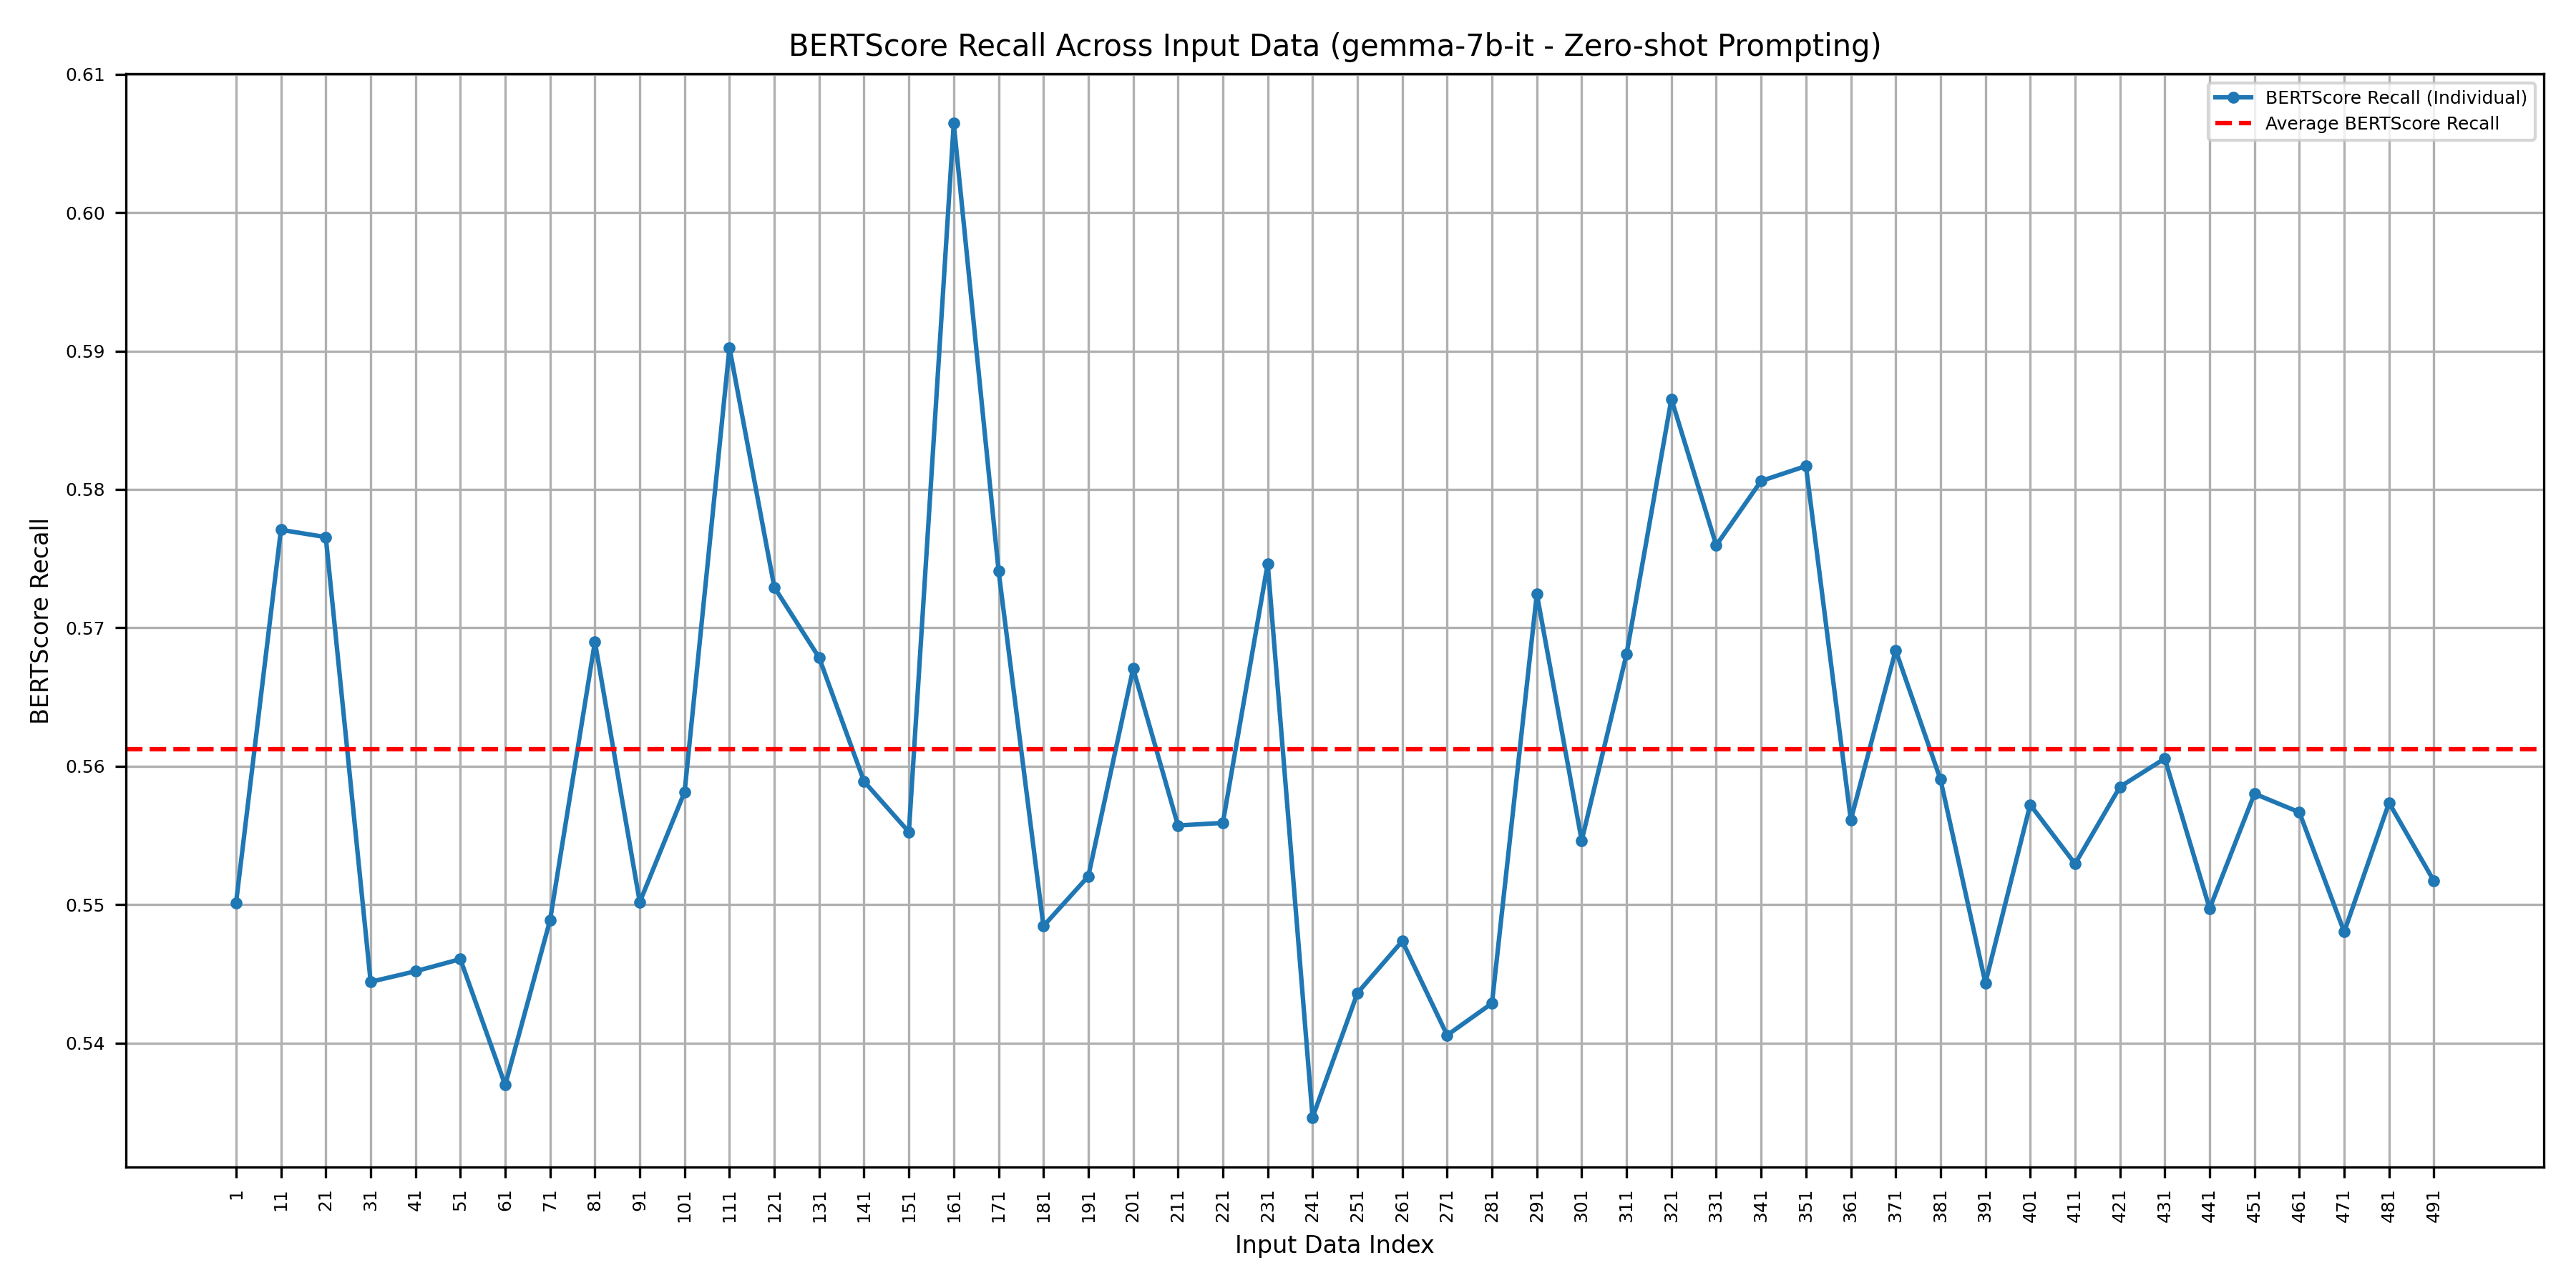 BERTScore Recall Across Input Data (gemma-7b-it - Zero-shot Prompting)
BERTScore Recall (Individual)
Average BERTScore Recall
BERTScore Recall
0.61
0.60
0.59
0.58
0.57
0.56
0.55
0.54
1 11 21 31 41 51 61 71 81 91 101 111 121 131 141 151 161 171 181 191 201 211 221 231 241 251 261 271 281 291 301 311 321 331 341 351 361 371 381 391 401 411 421 431 441 451 461 471 481 491
Input Data Index